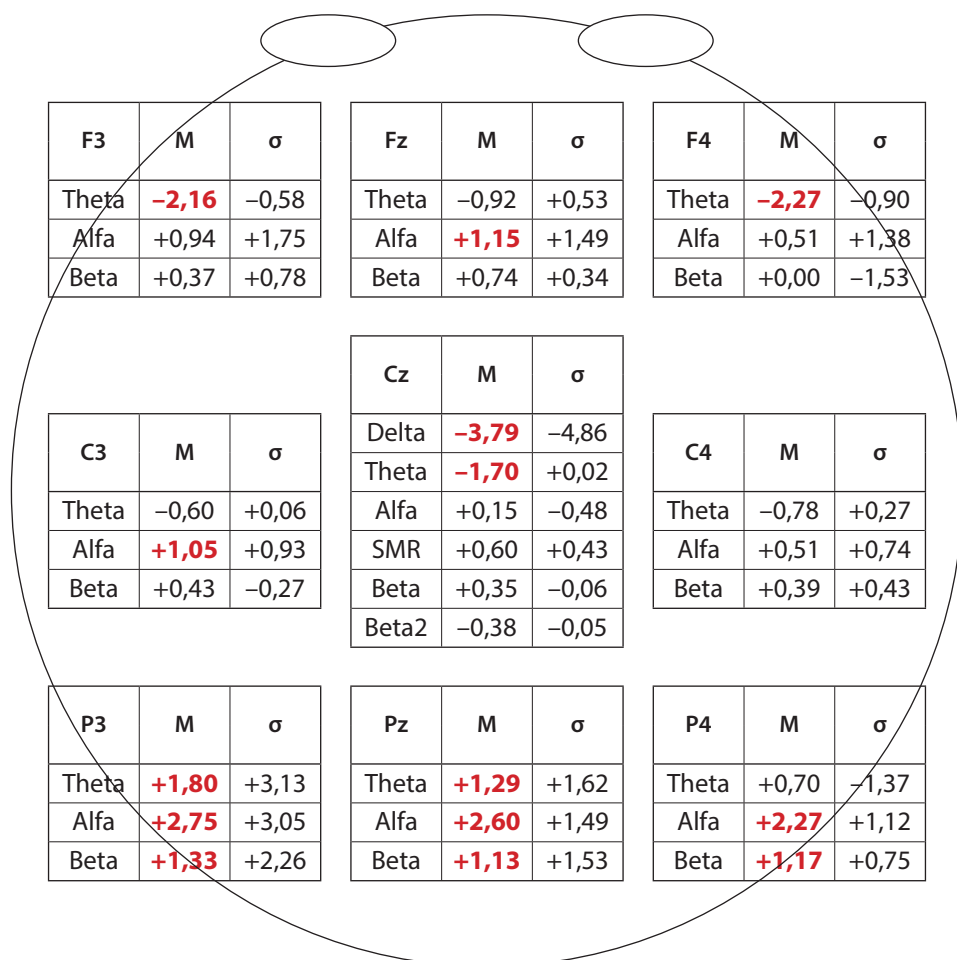 F3 M σ
Theta –2,16 –0,58
Alfa +0,94 +1,75
Beta +0,37 +0,78
Fz M σ
Theta –0,92 +0,53
Alfa +1,15 +1,49
Beta +0,74 +0,34
F4 M σ
Theta –2,27 –0,90
Alfa +0,51 +1,38
Beta +0,00 –1,53
C3 M σ
Theta –0,60 +0,06
Alfa +1,05 +0,93
Beta +0,43 –0,27
Cz M σ
Delta –3,79 –4,86
Theta –1,70 +0,02
Alfa +0,15 –0,48
SMR +0,60 +0,43
Beta +0,35 –0,06
Beta2 –0,38 –0,05
C4 M σ
Theta –0,78 +0,27
Alfa +0,51 +0,74
Beta +0,39 +0,43
P3 M σ
Theta +1,80 +3,13
Alfa +2,75 +3,05
Beta +1,33 +2,26
Pz M σ
Theta +1,29 +1,62
Alfa +2,60 +1,49
Beta +1,13 +1,53
P4 M σ
Theta +0,70 –1,37
Alfa +2,27 +1,12
Beta +1,17 +0,75